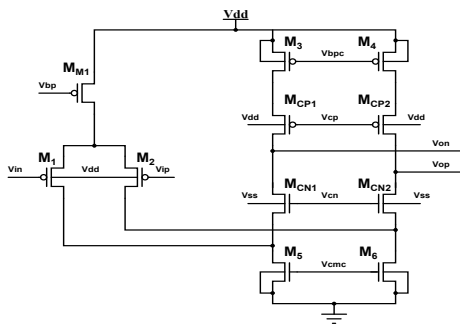 Vdd
M3 Vbpc M4
MM1
Vbp
MCP1 MCP2
Vdd Vcp Vdd
Von
M1 M2
Vop
Vin Vdd Vip
MCN1 MCN2
Vss Vcn Vss
M5 M6
Vcmc